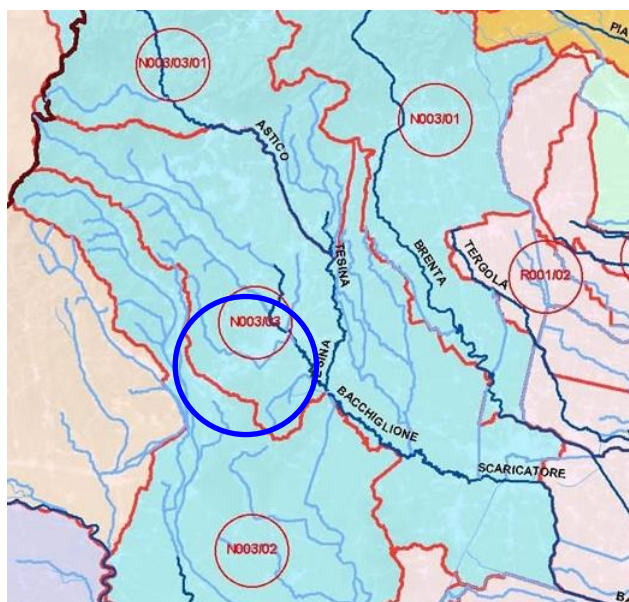 PIA
N003/03/01
N003/01
ASTICO
TESINA
BRENTA
TERGOLA
R001/02
N003/03
BACCHIGLIONE
SCARICATORE
N003/02